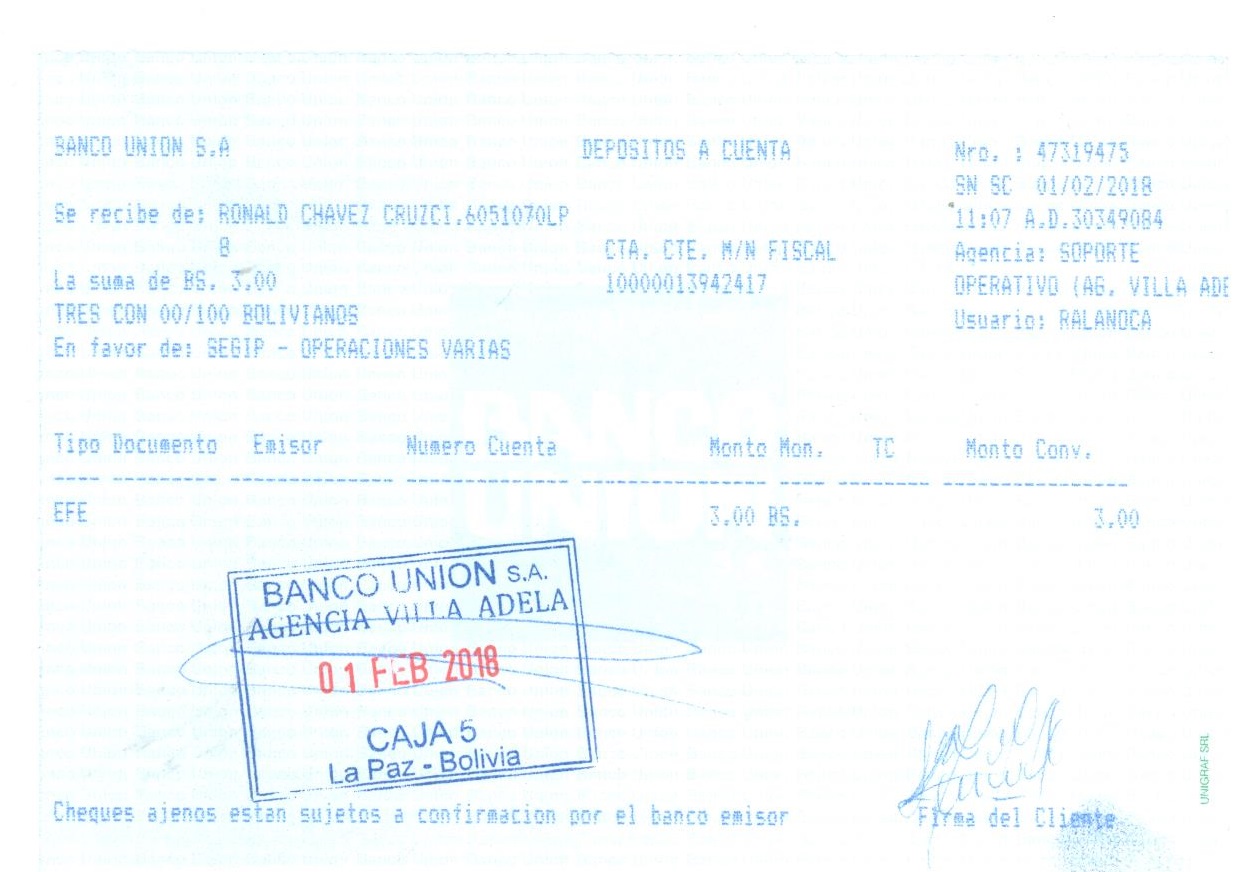 BANCO UNION S.A
DEPOSITOS A CUENTA
Nro. : 47319475
SN SC 01/02/2018
11:07 A.D.30349084
Agencia: SOPORTE
OPERATIVO (AG. VILLA ADE
Usuario: RALANOCA
Se recibe de: RONALD CHAVEZ CRUZCI.6051070LP
8
CTA. CTE. M/N FISCAL
La suma de BS. 3.00
10000013942417
TRES CON 00/100 BOLIVIANOS
En favor de: SEGIP - OPERACIONES VARIAS
BANCO
UNION
Tipo Documento Emisor Numero Cuenta Monto Mon. TC Monto Conv.
EFE 3.00 BS. 3.00
BANCO UNION S.A.
AGENCIA VILLA ADELA
01 FEB 2018
CAJA 5
La Paz - Bolivia
Cheques ajenos estan sujetos a confirmacion por el banco emisor
Firma del Cliente
UNIGRAF SRL